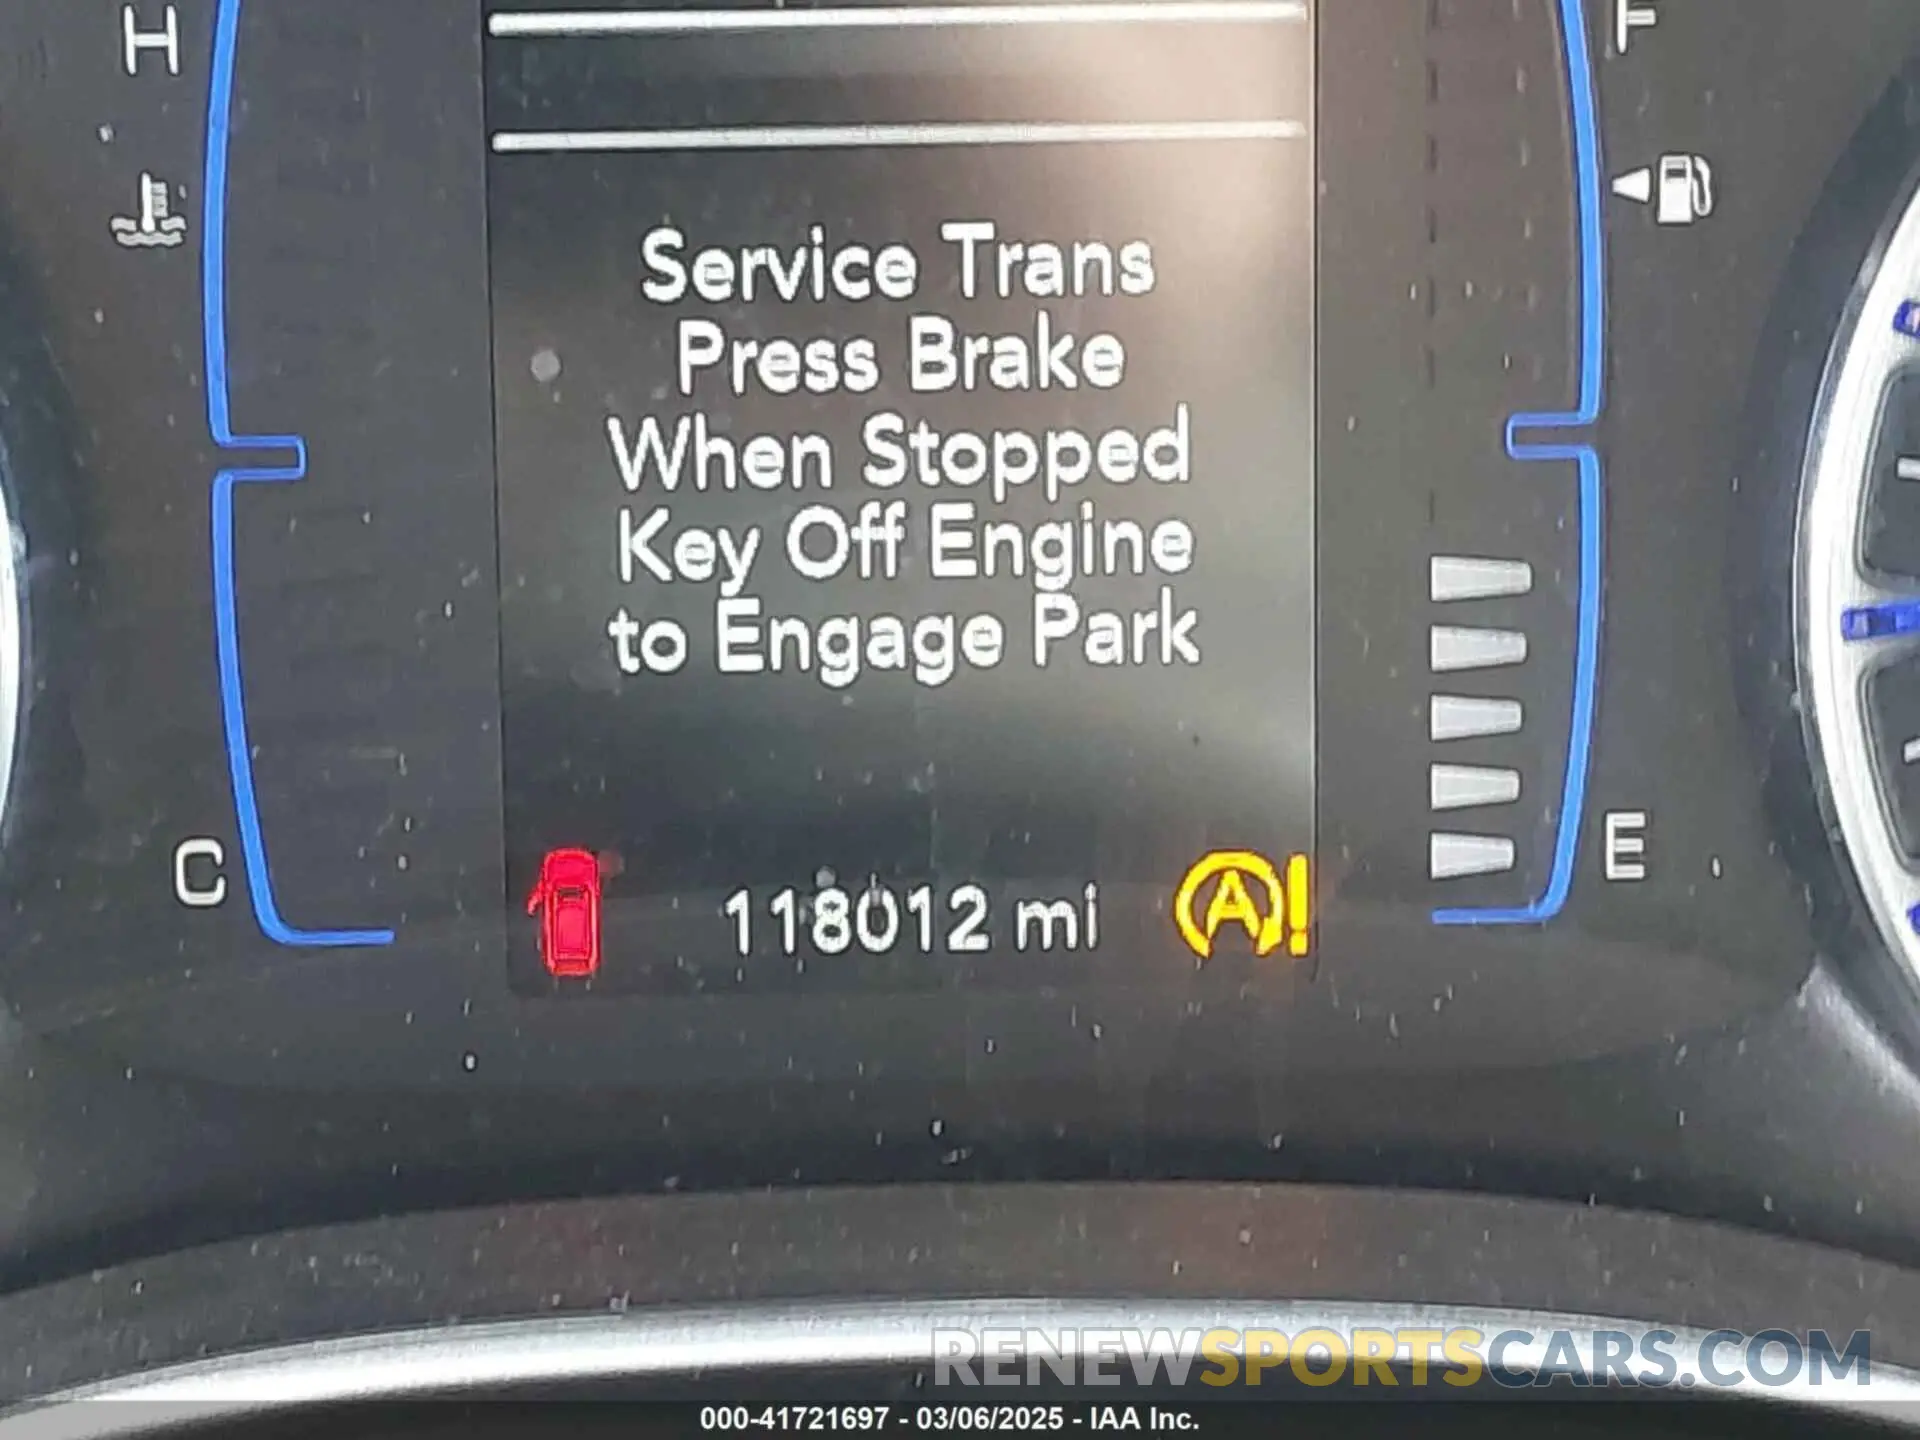 H
F
Service Trans
Press Brake
When Stopped
Key Off Engine
to Engage Park
C
118012 mi
A!
E
RENEWSPORTSCARS.COM
000-41721697 - 03/06/2025 - IAA Inc.